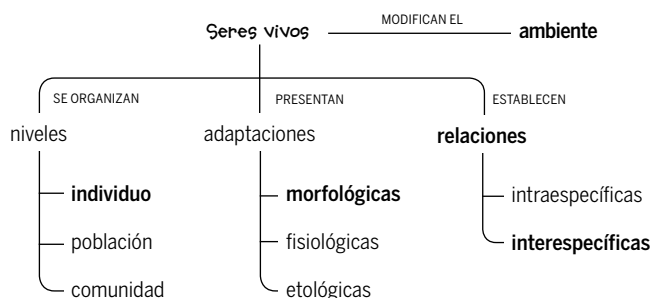 Seres vivos
MODIFICAN EL
ambiente
SE ORGANIZAN
PRESENTAN
ESTABLECEN
niveles
adaptaciones
relaciones
individuo
morfológicas
intraespecíficas
población
fisiológicas
interespecíficas
comunidad
etológicas